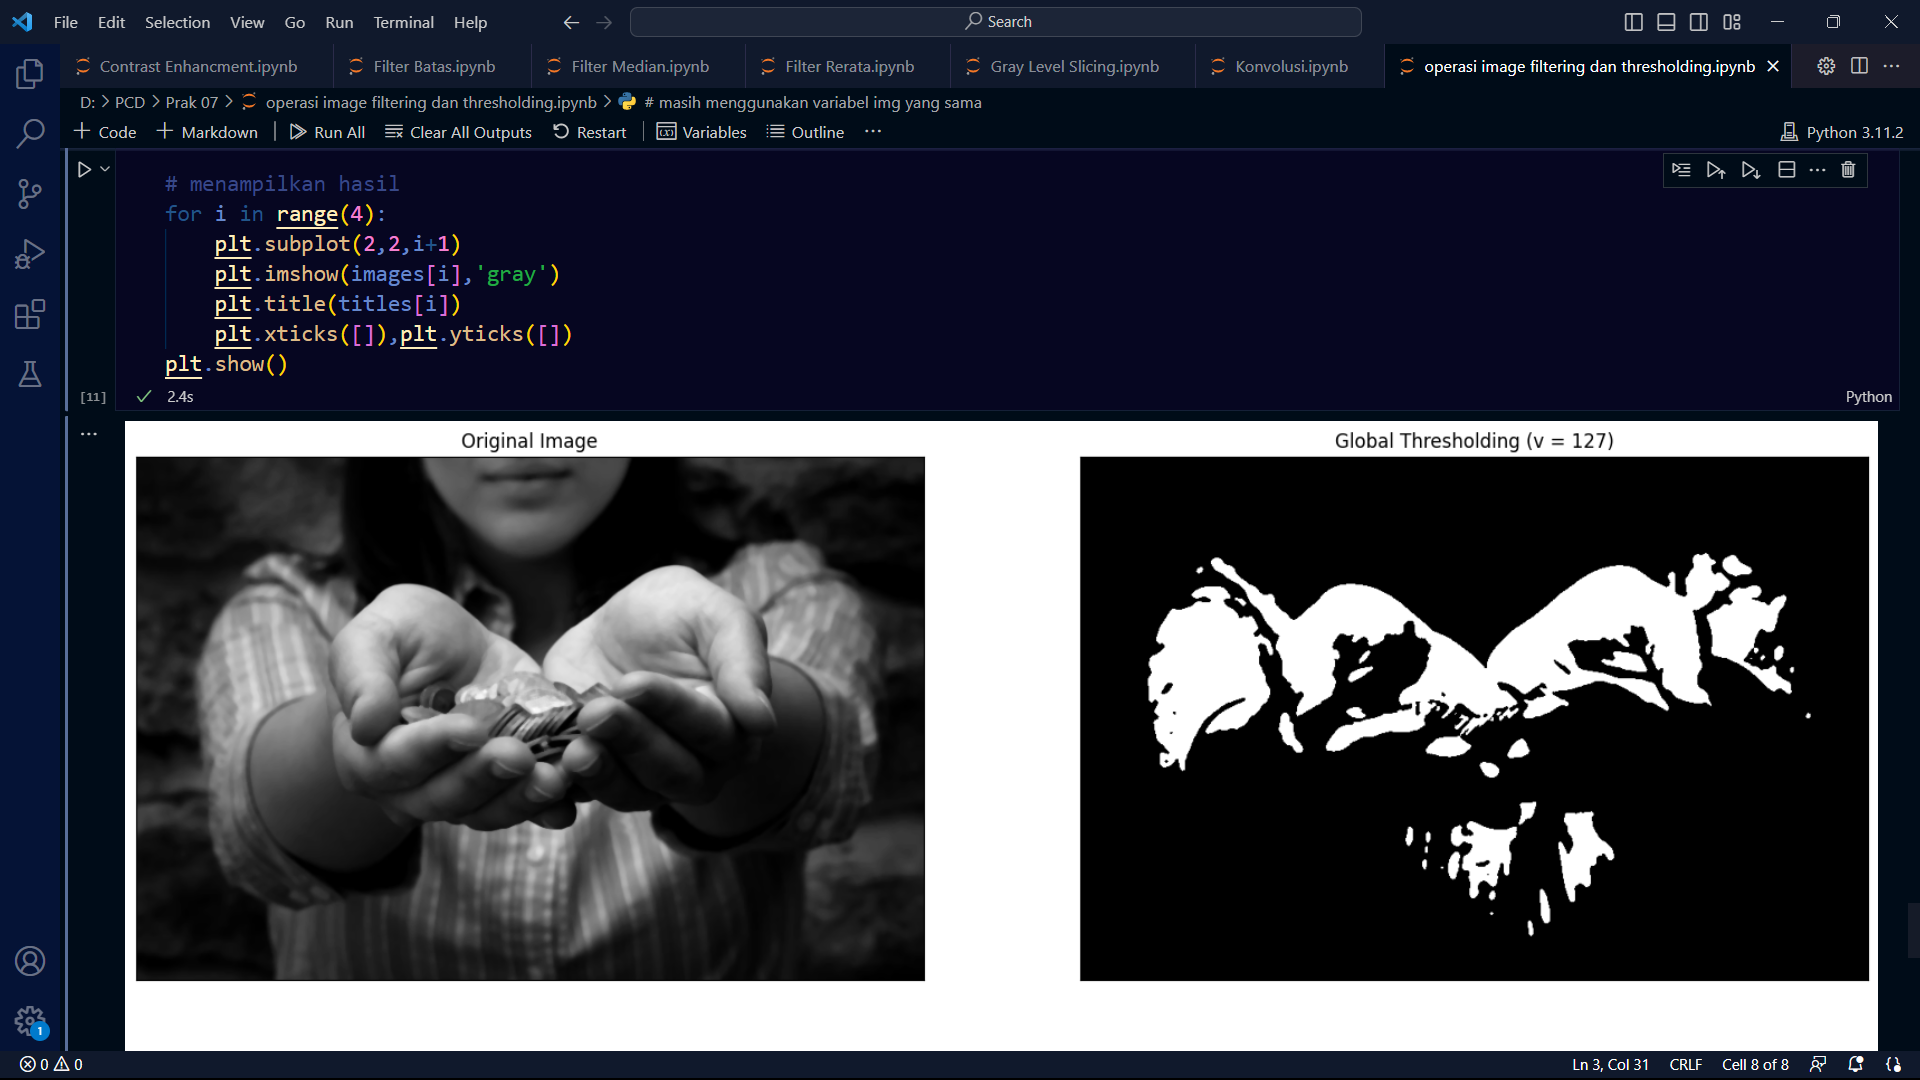 File Edit Selection View Go Run Terminal Help
Search
Contrast Enhancment.ipynb
Filter Batas.ipynb
Filter Median.ipynb
Filter Rerata.ipynb
Gray Level Slicing.ipynb
Konvolusi.ipynb
operasi image filtering dan thresholding.ipynb
D: > PCD > Prak 07 > operasi image filtering dan thresholding.ipynb > # masih menggunakan variabel img yang sama
+ Code + Markdown | Run All Clear All Outputs Restart | Variables Outline ...
Python 3.11.2
# menampilkan hasil
for i in range(4):
    plt.subplot(2,2,i+1)
    plt.imshow(images[i],'gray')
    plt.title(titles[i])
    plt.xticks([]),plt.yticks([])
plt.show()
[11] ✓ 2.4s
Python
Original Image
Global Thresholding (v = 127)
1
0 0
Ln 3, Col 31 CRLF Cell 8 of 8